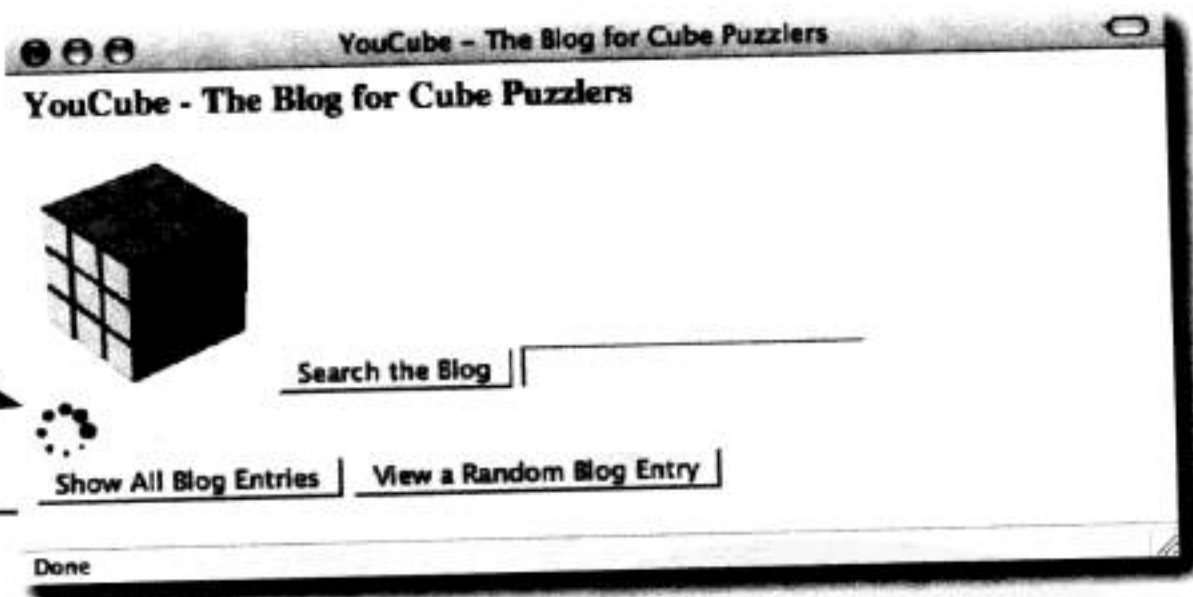 YouCube – The Blog for Cube Puzzlers
YouCube - The Blog for Cube Puzzlers
Search the Blog
Show All Blog Entries View a Random Blog Entry
Done